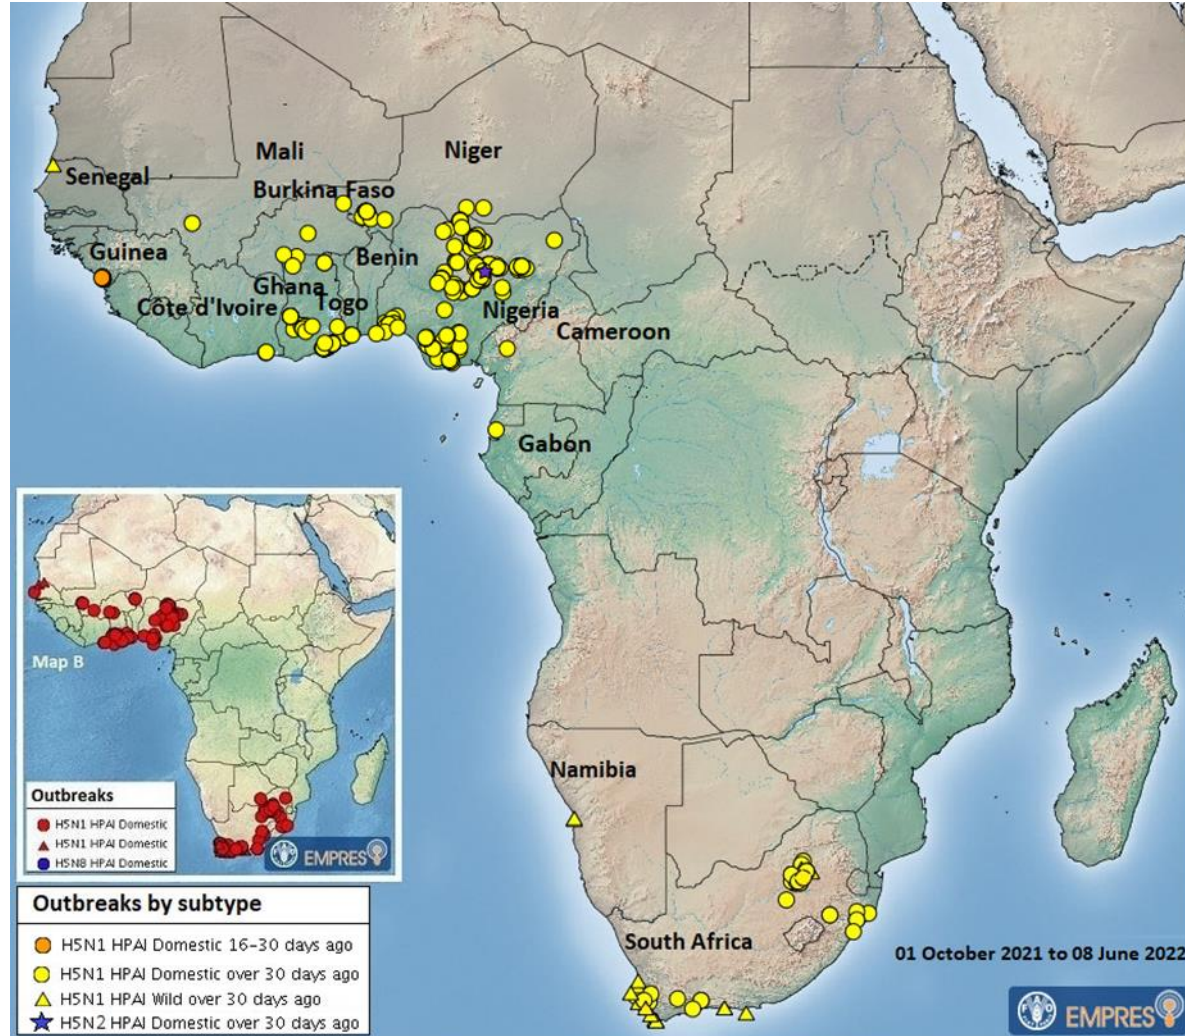 Mali
Niger
Senegal
Burkina Faso
Guinea
Benin
Ghana
Côte d'Ivoire
Togo
Nigeria
Cameroon
Gabon
Namibia
South Africa
01 October 2021 to 08 June 2022
Map B
Outbreaks
H5N1 HPAI Domestic
H5N1 HPAI Domestic
H5N8 HPAI Domestic
EMPRES
Outbreaks by subtype
H5N1 HPAI Domestic 16-30 days ago
H5N1 HPAI Domestic over 30 days ago
H5N1 HPAI Wild over 30 days ago
H5N2 HPAI Domestic over 30 days ago
EMPRES